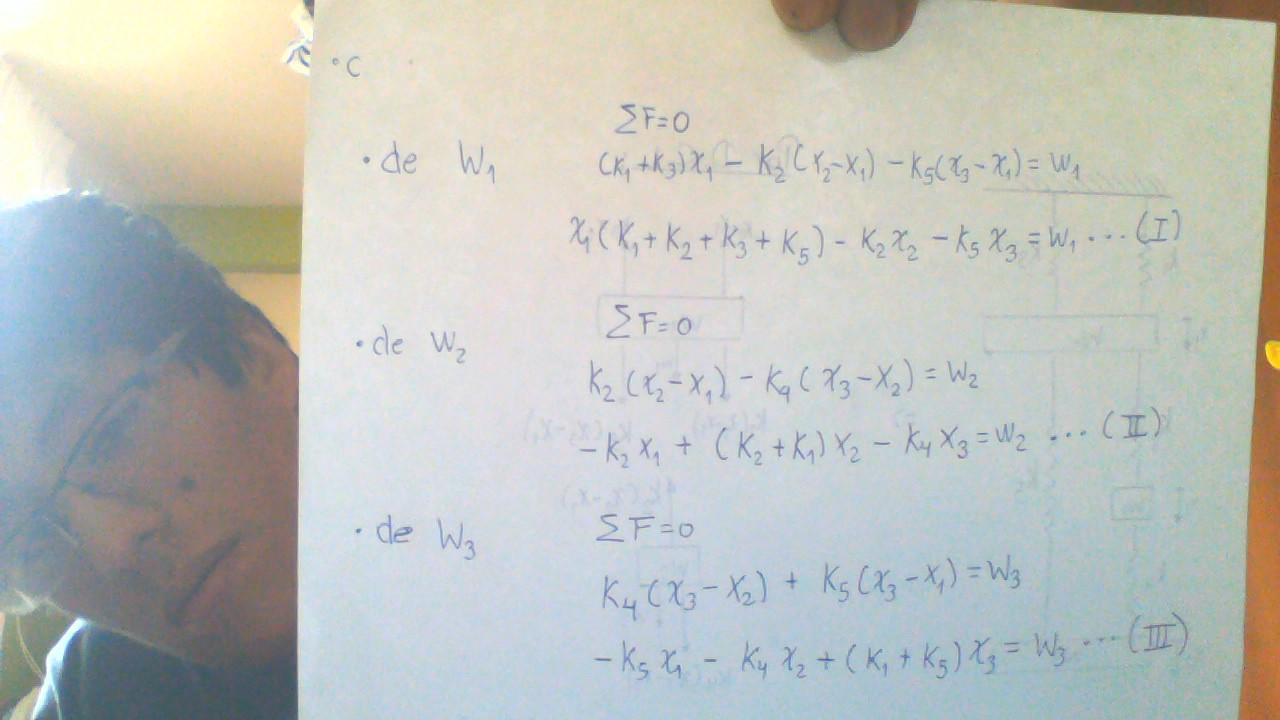 ° C
ΣF=0
• de W₁ (K₁+K₃)x₁ – K₂(x₂–x₁) – K₅(x₃–x₁) = W₁
x₁(K₁+K₂+K₃+K₅) – K₂x₂ – K₅x₃ = W₁ ... (I)
ΣF=0
• de W₂
K₂(x₂–x₁) – K₄(x₃–x₂) = W₂
–K₂x₁ + (K₂+K₁)x₂ – K₄x₃ = W₂ ... (II)
• de W₃ ΣF=0
K₄(x₃–x₂) + K₅(x₃–x₁) = W₃
–K₅x₁ – K₄x₂ + (K₁+K₅)x₃ = W₃ ... (III)